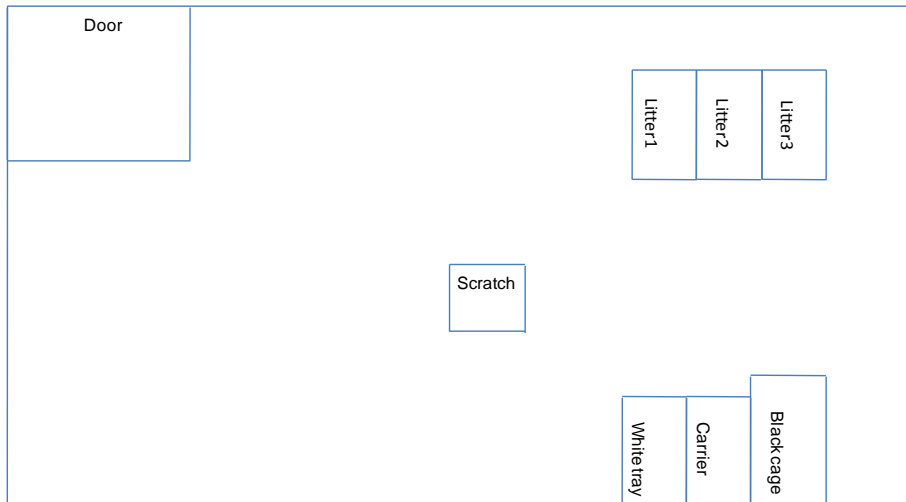 Door
Litter1
Litter2
Litter3
Scratch
White tray
Carrier
Black cage